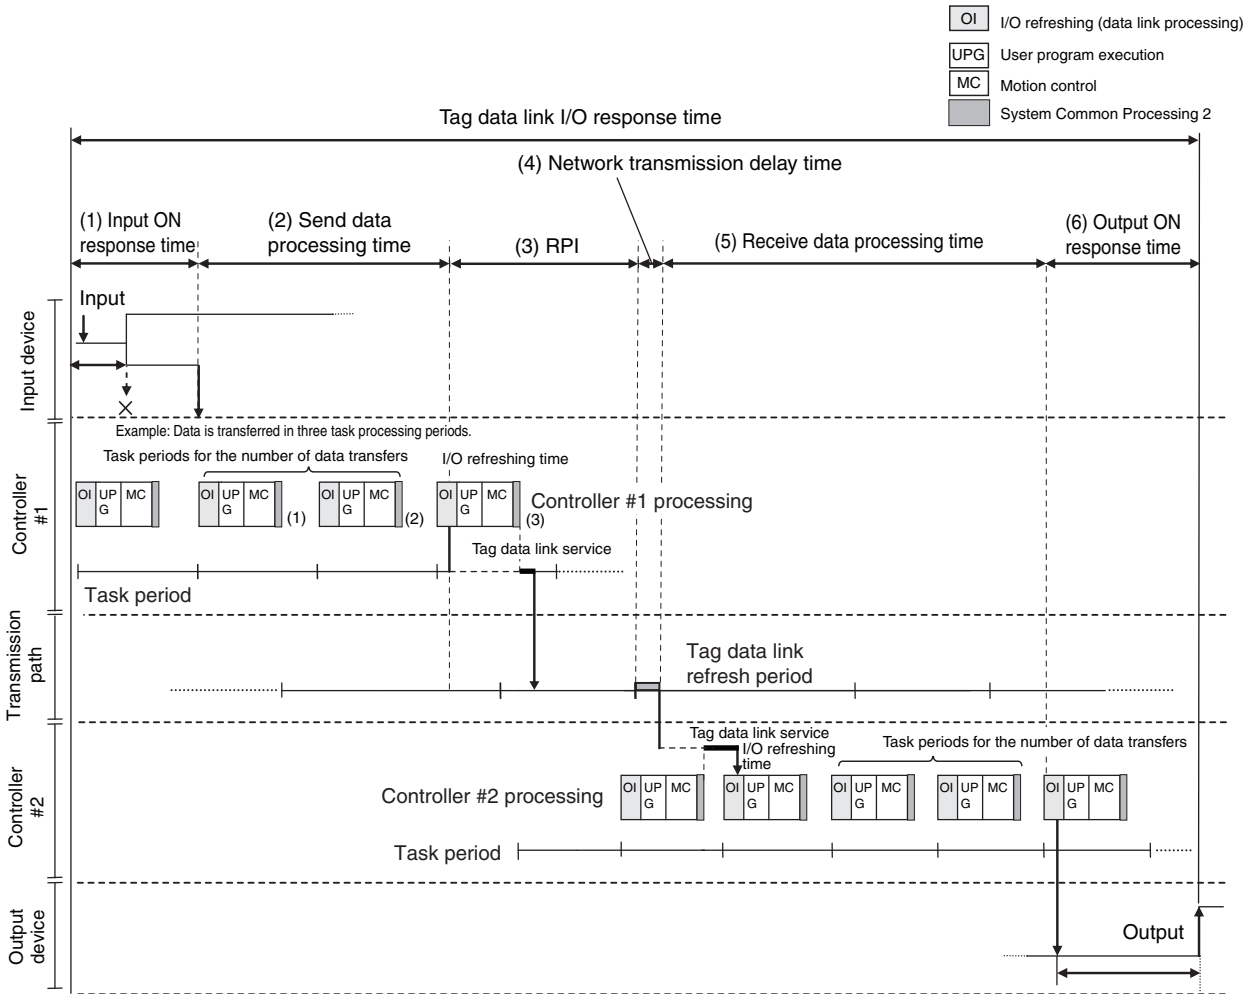 OI I/O refreshing (data link processing)
UPG User program execution
MC Motion control
System Common Processing 2
Tag data link I/O response time
(4) Network transmission delay time
(1) Input ON
response time
(2) Send data
processing time
(3) RPI
(5) Receive data processing time
(6) Output ON
response time
Input device
Input
Example: Data is transferred in three task processing periods.
Controller
#1
Task periods for the number of data transfers
I/O refreshing time
OI UP
G MC
OI UP
G MC
(1)
OI UP
G MC
(2)
OI UP
G MC
(3)
Controller #1 processing
Tag data link service
Task period
Transmission
path
Tag data link
refresh period
Controller
#2
Tag data link service
I/O refreshing
time
Task periods for the number of data transfers
Controller #2 processing
OI UP
G MC
OI UP
G MC
OI UP
G MC
OI UP
G MC
OI UP
G MC
Task period
Output
device
Output